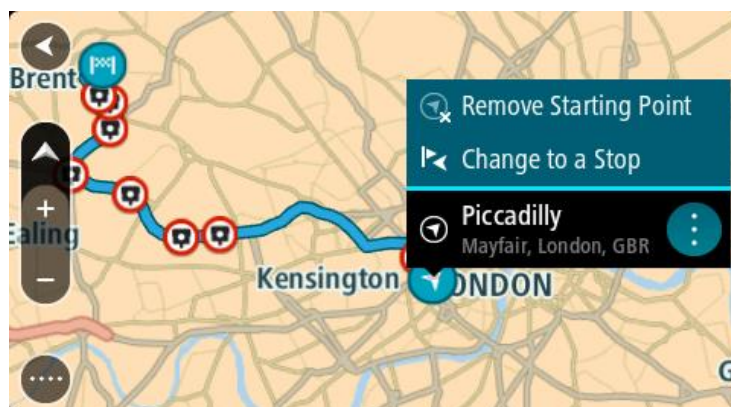 Brent
Remove Starting Point
Change to a Stop
Piccadilly
Mayfair, London, GBR
Ealing
Kensington
ONDON
G